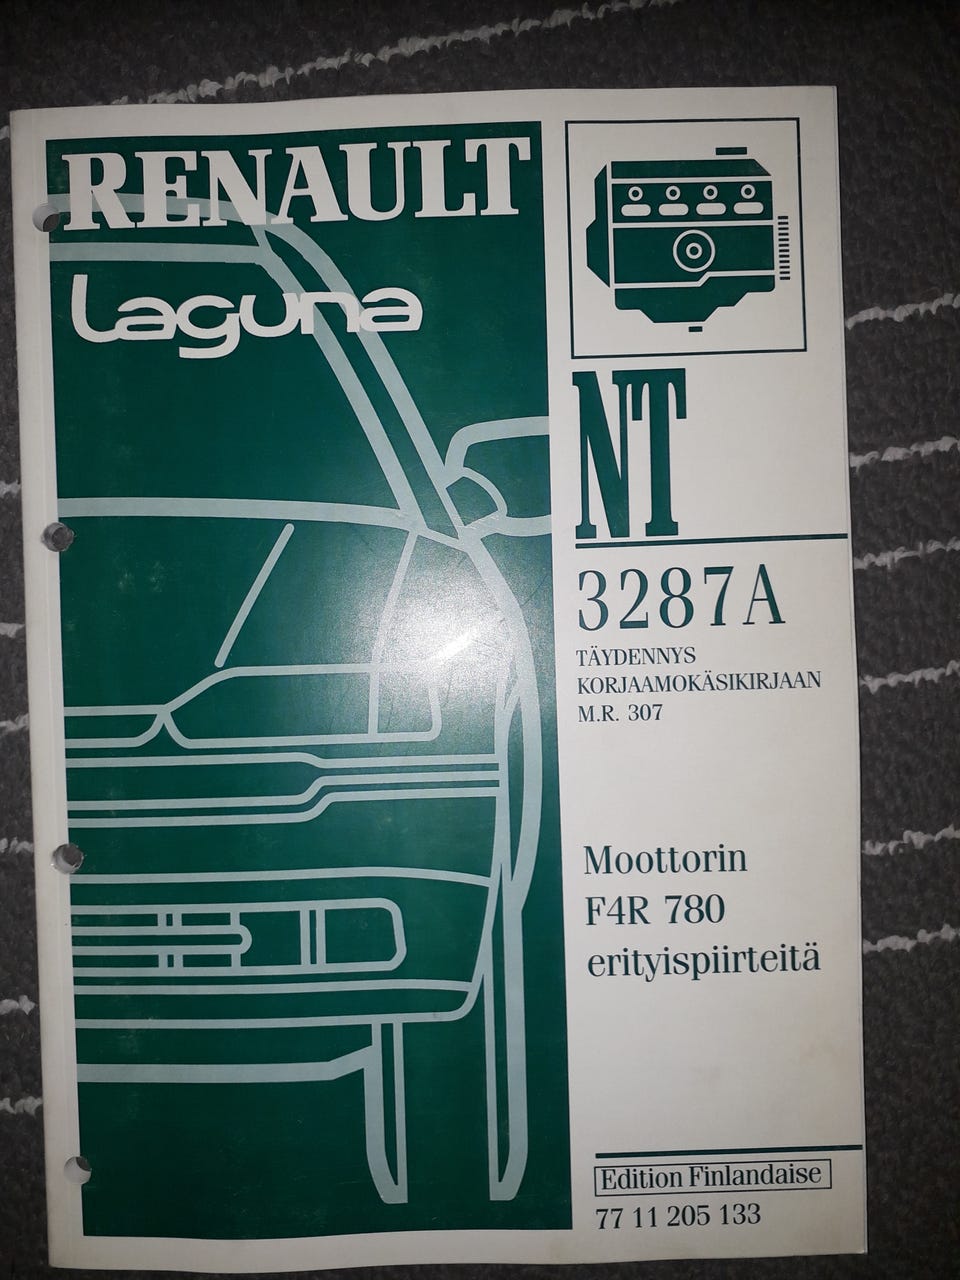 RENAULT
Laguna
NT
3287A
TÄYDENNYS
KORJAAMOKÄSIKIRJAAN
M.R. 307
Moottorin
F4R 780
erityispiirteitä
Edition Finlandaise
77 11 205 133